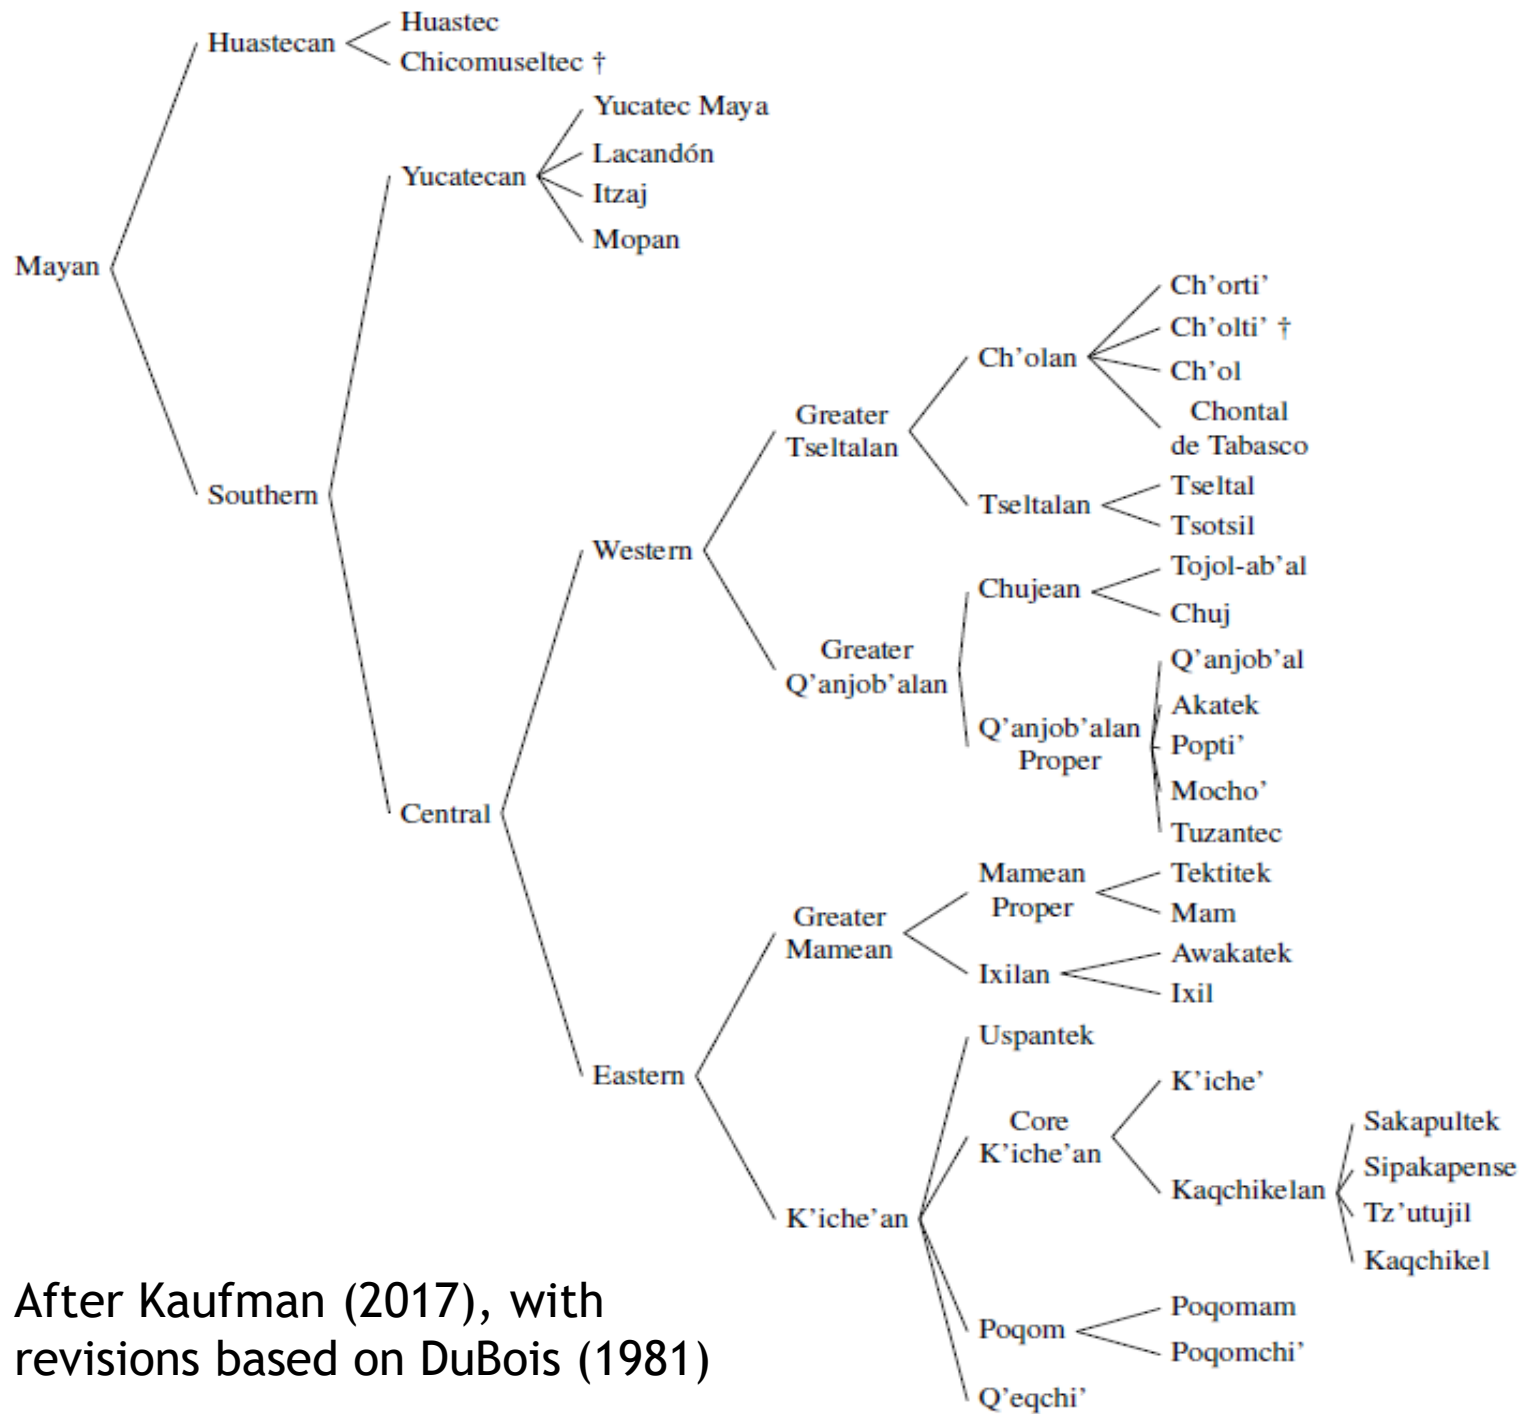 Huastec
Huastecan
Chicomuseltec †
Yucatec Maya
Lacandón
Yucatecan
Itzaj
Mopan
Mayan
Ch’orti’
Ch’olti’ †
Ch’olan
Ch’ol
Chontal
de Tabasco
Greater
Tseltalan
Tseltal
Tseltalan
Tsotsil
Southern
Western
Tojol-ab’al
Chujean
Chuj
Greater
Q’anjob’alan
Q’anjob’al
Akatek
Q’anjob’alan
Proper
Popti’
Mocho’
Tuzantec
Central
Mamean
Proper
Tektitek
Mam
Greater
Mamean
Awakatek
Ixilan
Ixil
Uspantek
Eastern
K’iche’
Core
K’iche’an
Sakapultek
Sipakapense
Kaqchikelan
Tz’utujil
Kaqchikel
K’iche’an
Poqomam
Poqom
Poqomchi’
Q’eqchi’
After Kaufman (2017), with
revisions based on DuBois (1981)